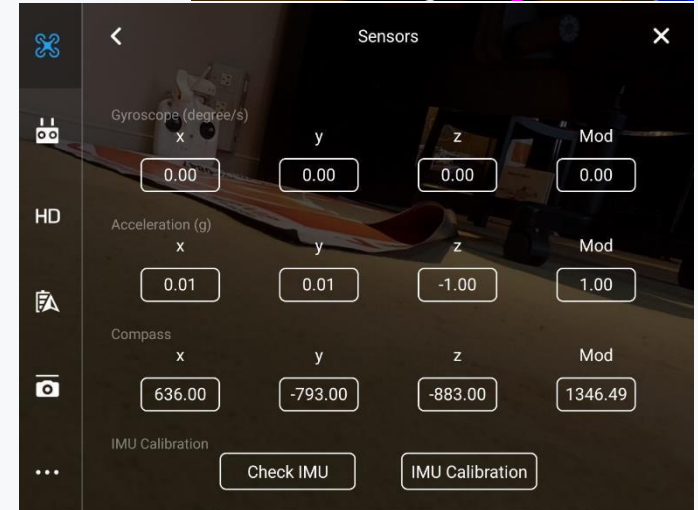 Sensors
Gyroscope (degree/s)
x y z Mod
0.00 0.00 0.00 0.00
HD
Acceleration (g)
x y z Mod
0.01 0.01 -1.00 1.00
Compass
x y z Mod
636.00 -793.00 -883.00 1346.49
IMU Calibration
Check IMU IMU Calibration